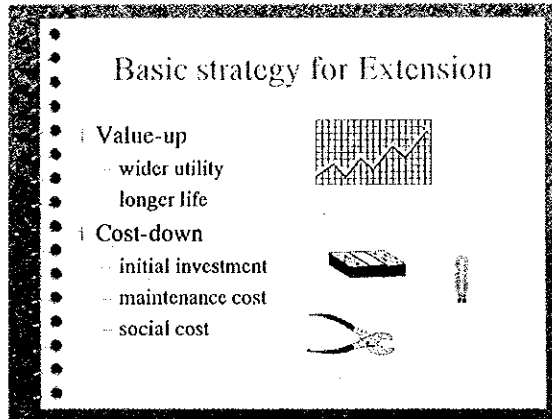 Basic strategy for Extension
Value-up
– wider utility
longer life
Cost-down
– initial investment
– maintenance cost
– social cost